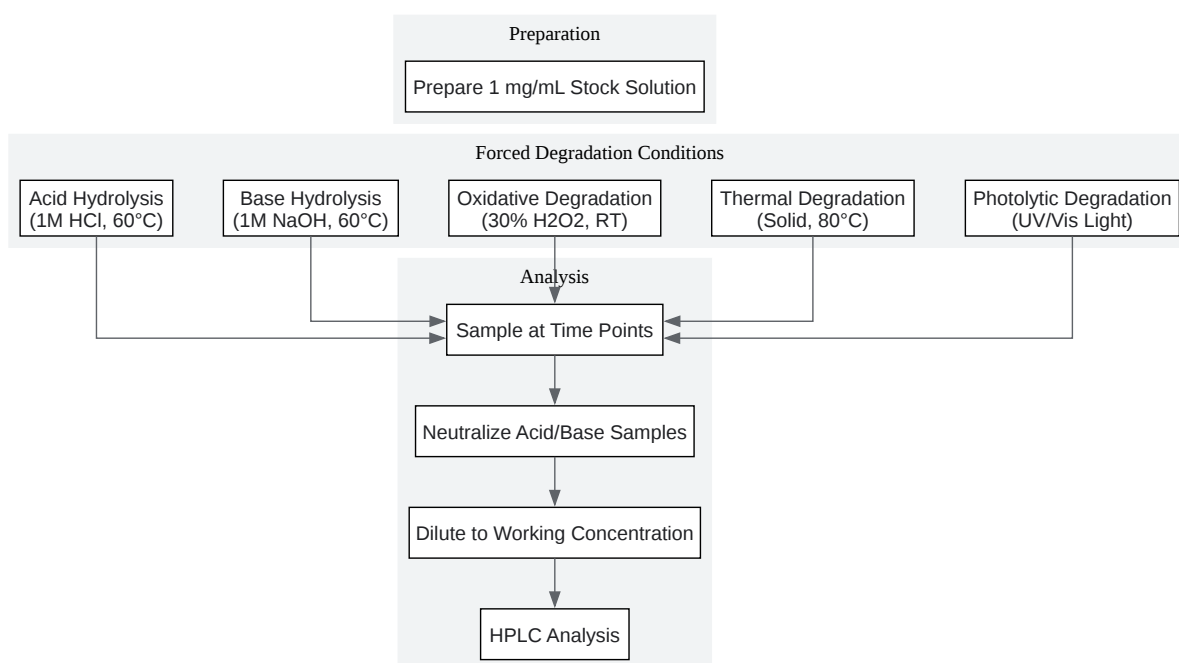 Preparation
Prepare 1 mg/mL Stock Solution
Forced Degradation Conditions
Acid Hydrolysis
(1M HCl, 60°C)
Base Hydrolysis
(1M NaOH, 60°C)
Oxidative Degradation
(30% H2O2, RT)
Thermal Degradation
(Solid, 80°C)
Photolytic Degradation
(UV/Vis Light)
Analysis
Sample at Time Points
Neutralize Acid/Base Samples
Dilute to Working Concentration
HPLC Analysis